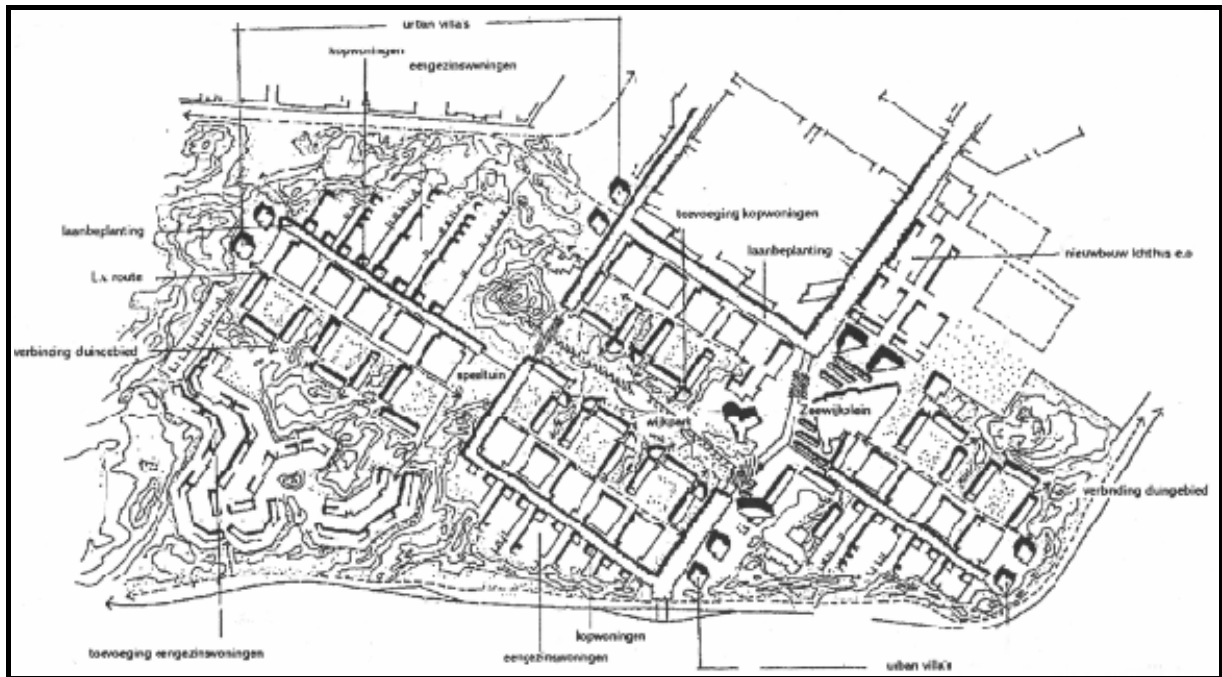 urban villa's
kopwoningen
eengezinswoningen
toevoeging kopwoningen
laanbeplanting
laanbeplanting
nieuwbouw Ichthus e.o
L.v. route
verbinding duingebied
speeltuin
wijkpark
Zeewijkplein
verbinding duingebied
kopwoningen
eengezinswoningen
toevoeging eengezinswoningen
urban villa's